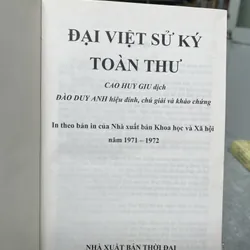 ĐẠI VIỆT SỬ KÝ
TOÀN THƯ
CAO HUY GIU dịch
ĐÀO DUY ANH hiệu đính, chú giải và khảo chứng
In theo bản in của Nhà xuất bản Khoa học và Xã hội
năm 1971 – 1972
NHÀ XUẤT BẢN THỜI ĐẠI